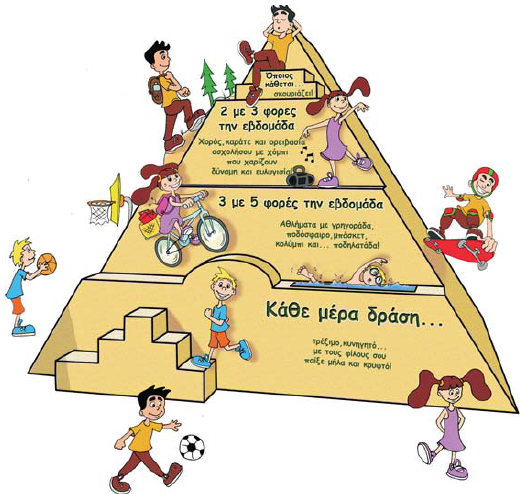 Όποιος
κάθεται...
σκουριάζει!
2 με 3 φορες
την εβδομάδα
Χορός, καράτε και ορειβασία
ασχολήσου με χόμπι
που χαρίζουν
δύναμη και ευλυγισία!
3 με 5 φορές την εβδομάδα
Αθλήματα με γρηγοράδα,
ποδόσφαιρο, μπάσκετ,
κολύμπι και... ποδηλατάδα!
Κάθε μέρα δράση...
τρέξιμο, κυνηγητό...
με τους φίλους σου
παίξε μήλα και κρυφτό!